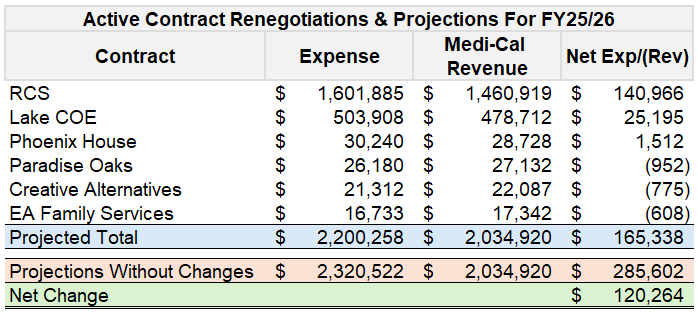 Active Contract Renegotiations & Projections For FY25/26
Contract Expense Medi-Cal Revenue Net Exp/(Rev)
RCS $ 1,601,885 $ 1,460,919 $ 140,966
Lake COE $ 503,908 $ 478,712 $ 25,195
Phoenix House $ 30,240 $ 28,728 $ 1,512
Paradise Oaks $ 26,180 $ 27,132 $ (952)
Creative Alternatives $ 21,312 $ 22,087 $ (775)
EA Family Services $ 16,733 $ 17,342 $ (608)
Projected Total $ 2,200,258 $ 2,034,920 $ 165,338
Projections Without Changes $ 2,320,522 $ 2,034,920 $ 285,602
Net Change $ 120,264